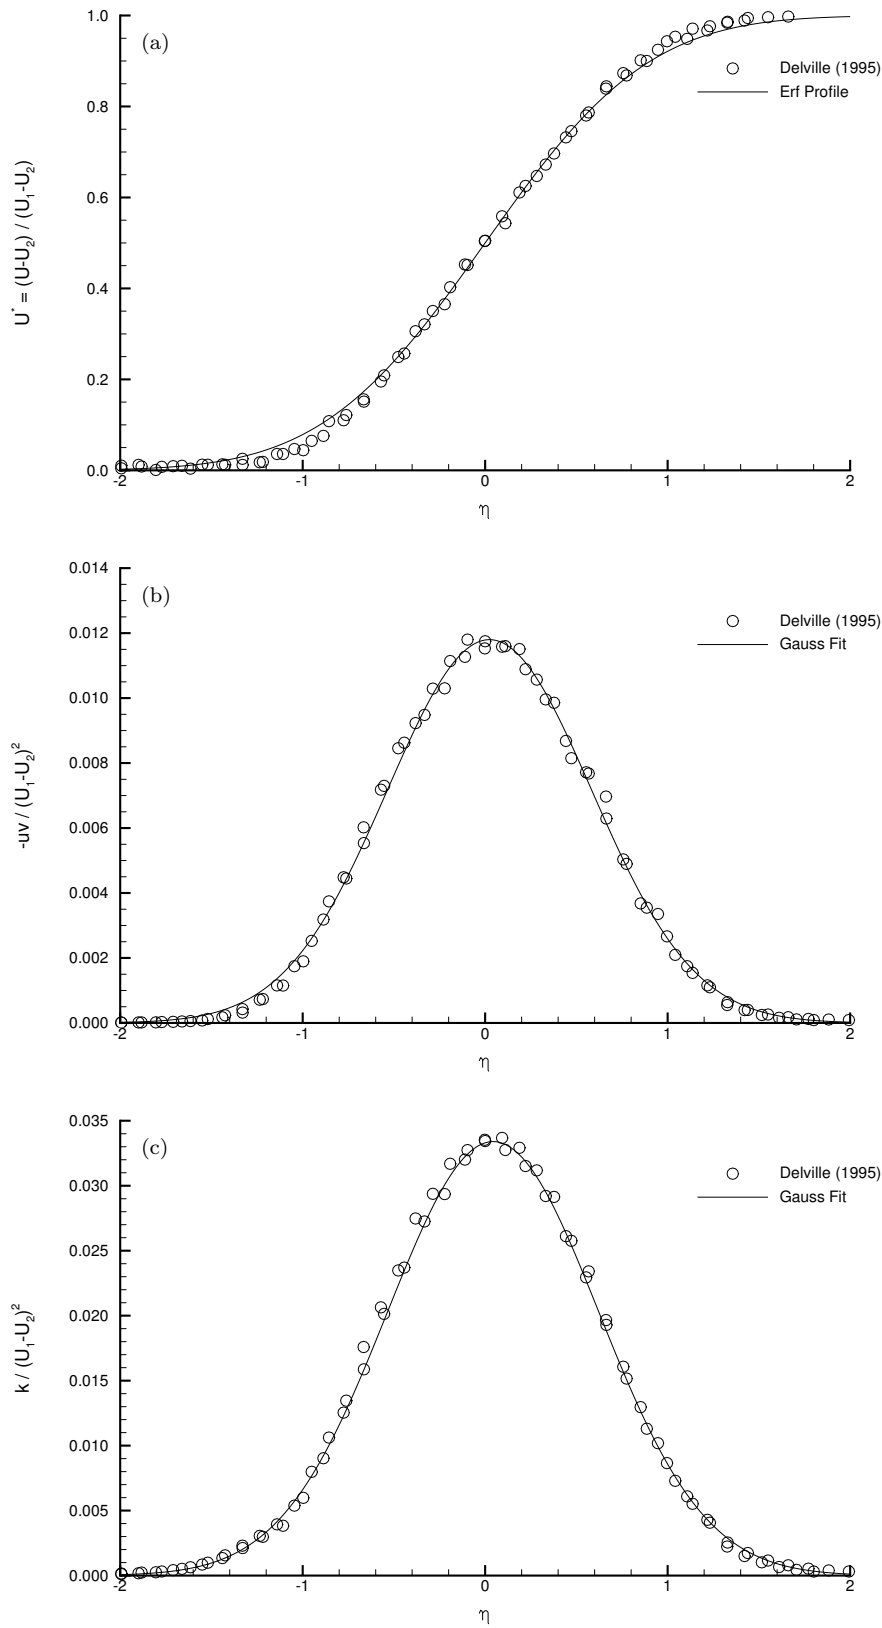 1.0
(a)
Delville (1995)
Erf Profile
0.8
0.6
U* = (U-U2) / (U1-U2)
0.4
0.2
0.0
-2 -1 0 1 2
η
0.014
(b)
Delville (1995)
0.012
Gauss Fit
0.010
0.008
-uv / (U1-U2)²
0.006
0.004
0.002
0.000
-2 -1 0 1 2
η
0.035
(c)
Delville (1995)
0.030
Gauss Fit
0.025
0.020
k / (U1-U2)²
0.015
0.010
0.005
0.000
-2 -1 0 1 2
η